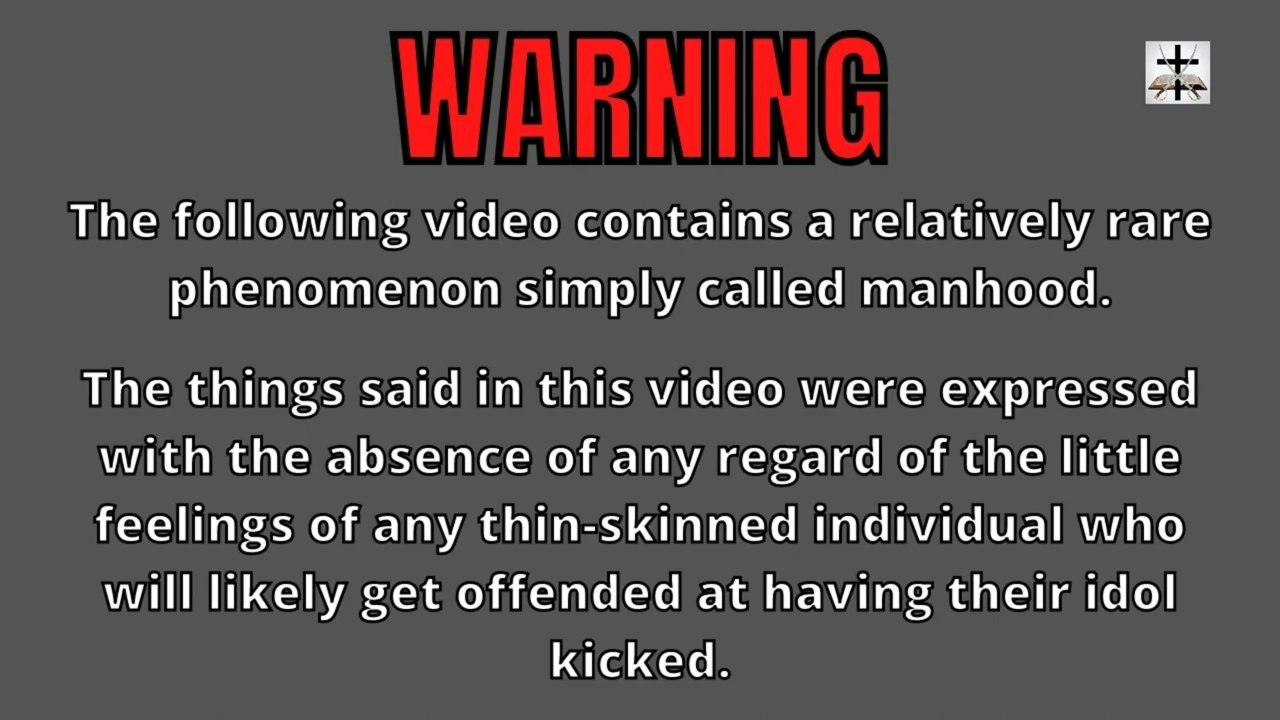 WARNING
The following video contains a relatively rare
phenomenon simply called manhood.
The things said in this video were expressed
with the absence of any regard of the little
feelings of any thin-skinned individual who
will likely get offended at having their idol
kicked.